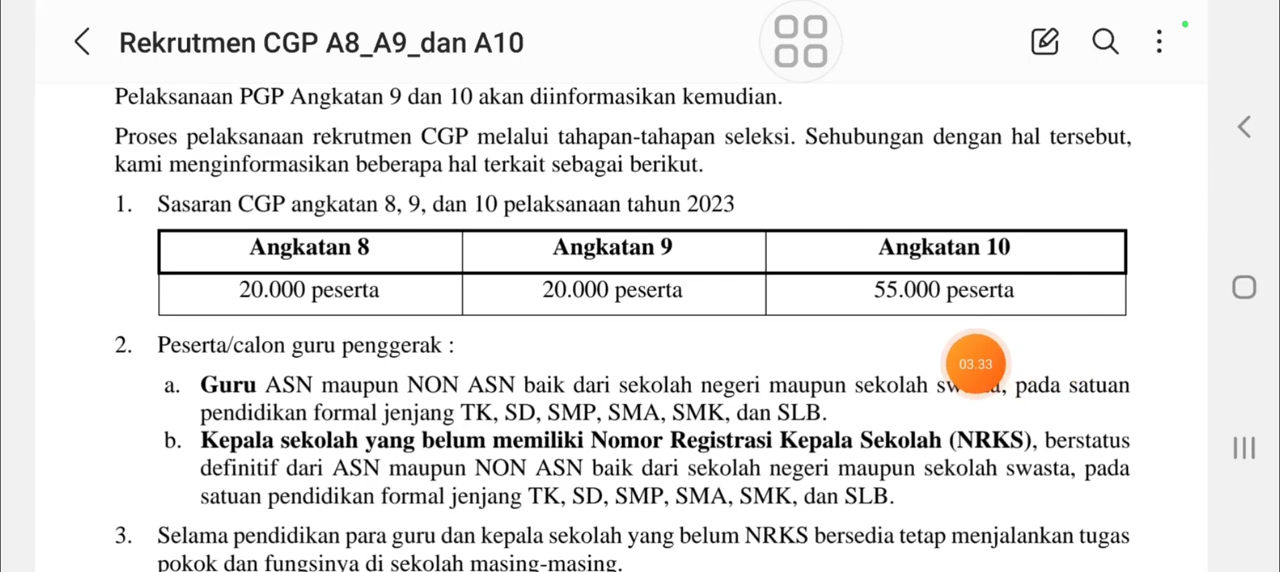 Rekrutmen CGP A8_A9_dan A10
Pelaksanaan PGP Angkatan 9 dan 10 akan diinformasikan kemudian.
Proses pelaksanaan rekrutmen CGP melalui tahapan-tahapan seleksi. Sehubungan dengan hal tersebut,
kami menginformasikan beberapa hal terkait sebagai berikut.
1. Sasaran CGP angkatan 8, 9, dan 10 pelaksanaan tahun 2023
Angkatan 8 Angkatan 9 Angkatan 10
20.000 peserta 20.000 peserta 55.000 peserta
2. Peserta/calon guru penggerak :
03.33
a. Guru ASN maupun NON ASN baik dari sekolah negeri maupun sekolah pada satuan
pendidikan formal jenjang TK, SD, SMP, SMA, SMK, dan SLB.
b. Kepala sekolah yang belum memiliki Nomor Registrasi Kepala Sekolah (NRKS), berstatus
definitif dari ASN maupun NON ASN baik dari sekolah negeri maupun sekolah swasta, pada
satuan pendidikan formal jenjang TK, SD, SMP, SMA, SMK, dan SLB.
3. Selama pendidikan para guru dan kepala sekolah yang belum NRKS bersedia tetap menjalankan tugas
pokok dan fungsinya di sekolah masing-masing.